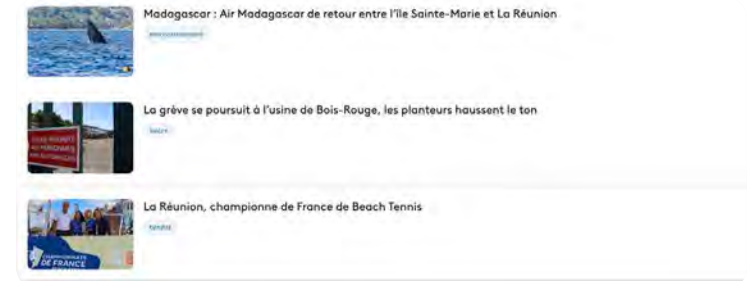 Madagascar : Air Madagascar de retour entre l'île Sainte-Marie et La Réunion
La grève se poursuit à l'usine de Bois-Rouge, les planteurs haussent le ton
La Réunion, championne de France de Beach Tennis
CHAMPIONNATS
DE FRANCE